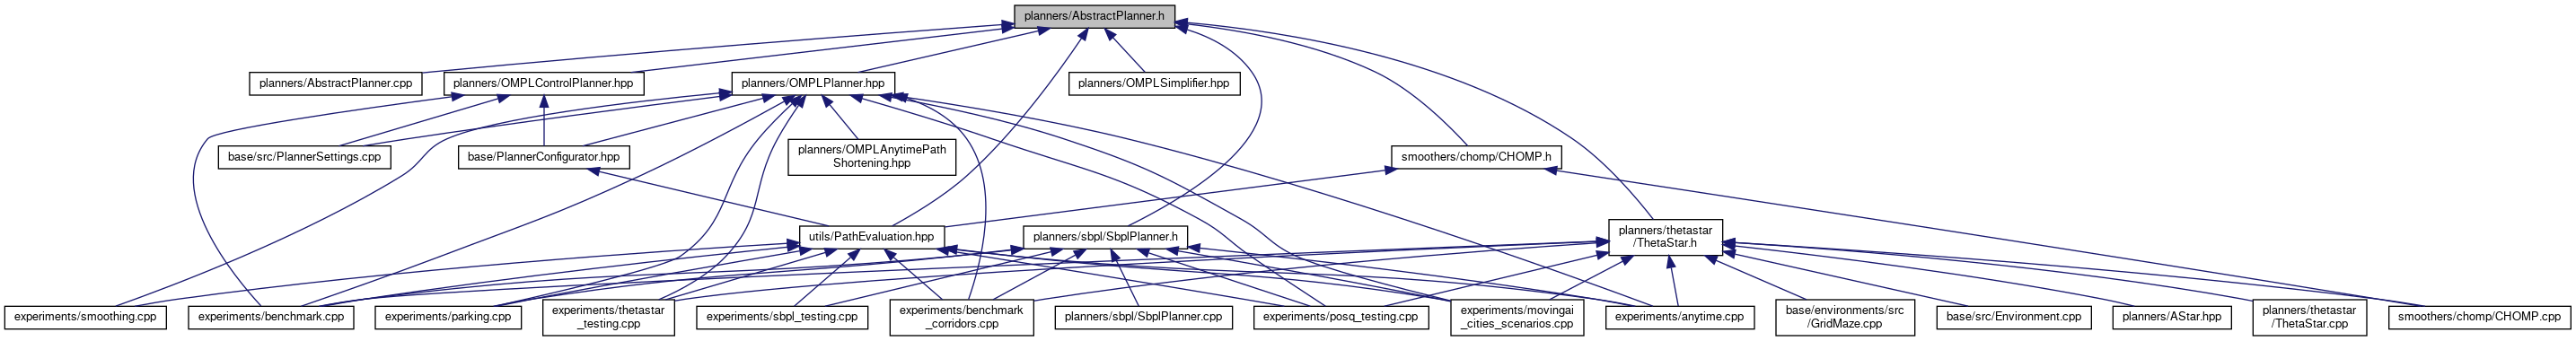 planners/AbstractPlanner.h
planners/AbstractPlanner.cpp
planners/OMPLControlPlanner.hpp
planners/OMPLPlanner.hpp
planners/OMPLSimplifier.hpp
base/src/PlannerSettings.cpp
base/PlannerConfigurator.hpp
planners/OMPLAnytimePath
Shortening.hpp
smoothers/chomp/CHOMP.h
utils/PathEvaluation.hpp
planners/sbpl/SbplPlanner.h
planners/thetastar
/ThetaStar.h
experiments/smoothing.cpp
experiments/benchmark.cpp
experiments/parking.cpp
experiments/thetastar
_testing.cpp
experiments/sbpl_testing.cpp
experiments/benchmark
_corridors.cpp
planners/sbpl/SbplPlanner.cpp
experiments/posq_testing.cpp
experiments/movingai
_cities_scenarios.cpp
experiments/anytime.cpp
base/environments/src
/GridMaze.cpp
base/src/Environment.cpp
planners/AStar.hpp
planners/thetastar
/ThetaStar.cpp
smoothers/chomp/CHOMP.cpp